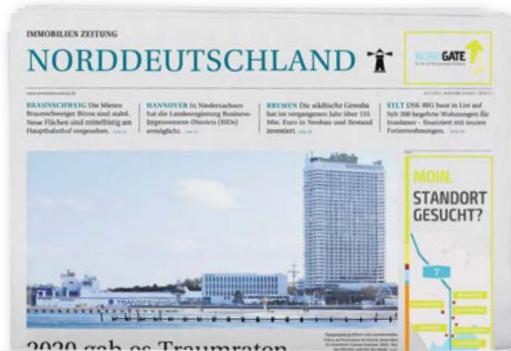 IMMOBILIEN ZEITUNG
NORDDEUTSCHLAND
NORDGATE
BRAUNSCHWEIG Die Mieten
Braunschweiger Büros sind stabil.
Neue Flächen sind mittelfristig am
Hauptbahnhof vorgesehen.
HANNOVER In Niedersachsen
hat die Landesregierung Business-
Improvement-Districts (BIDs)
ermöglicht.
BREMEN Die städtische Gewoba
hat im vergangenen Jahr über 155
Mio. Euro in Neubau und Bestand
investiert.
SYLT DSK-BIG baut in List auf
Sylt 300 begehrte Wohnungen für
Insulaner – finanziert mit teuren
Ferienwohnungen.
MOIN.
STANDORT
GESUCHT?
7
2020 gab es Traumraten